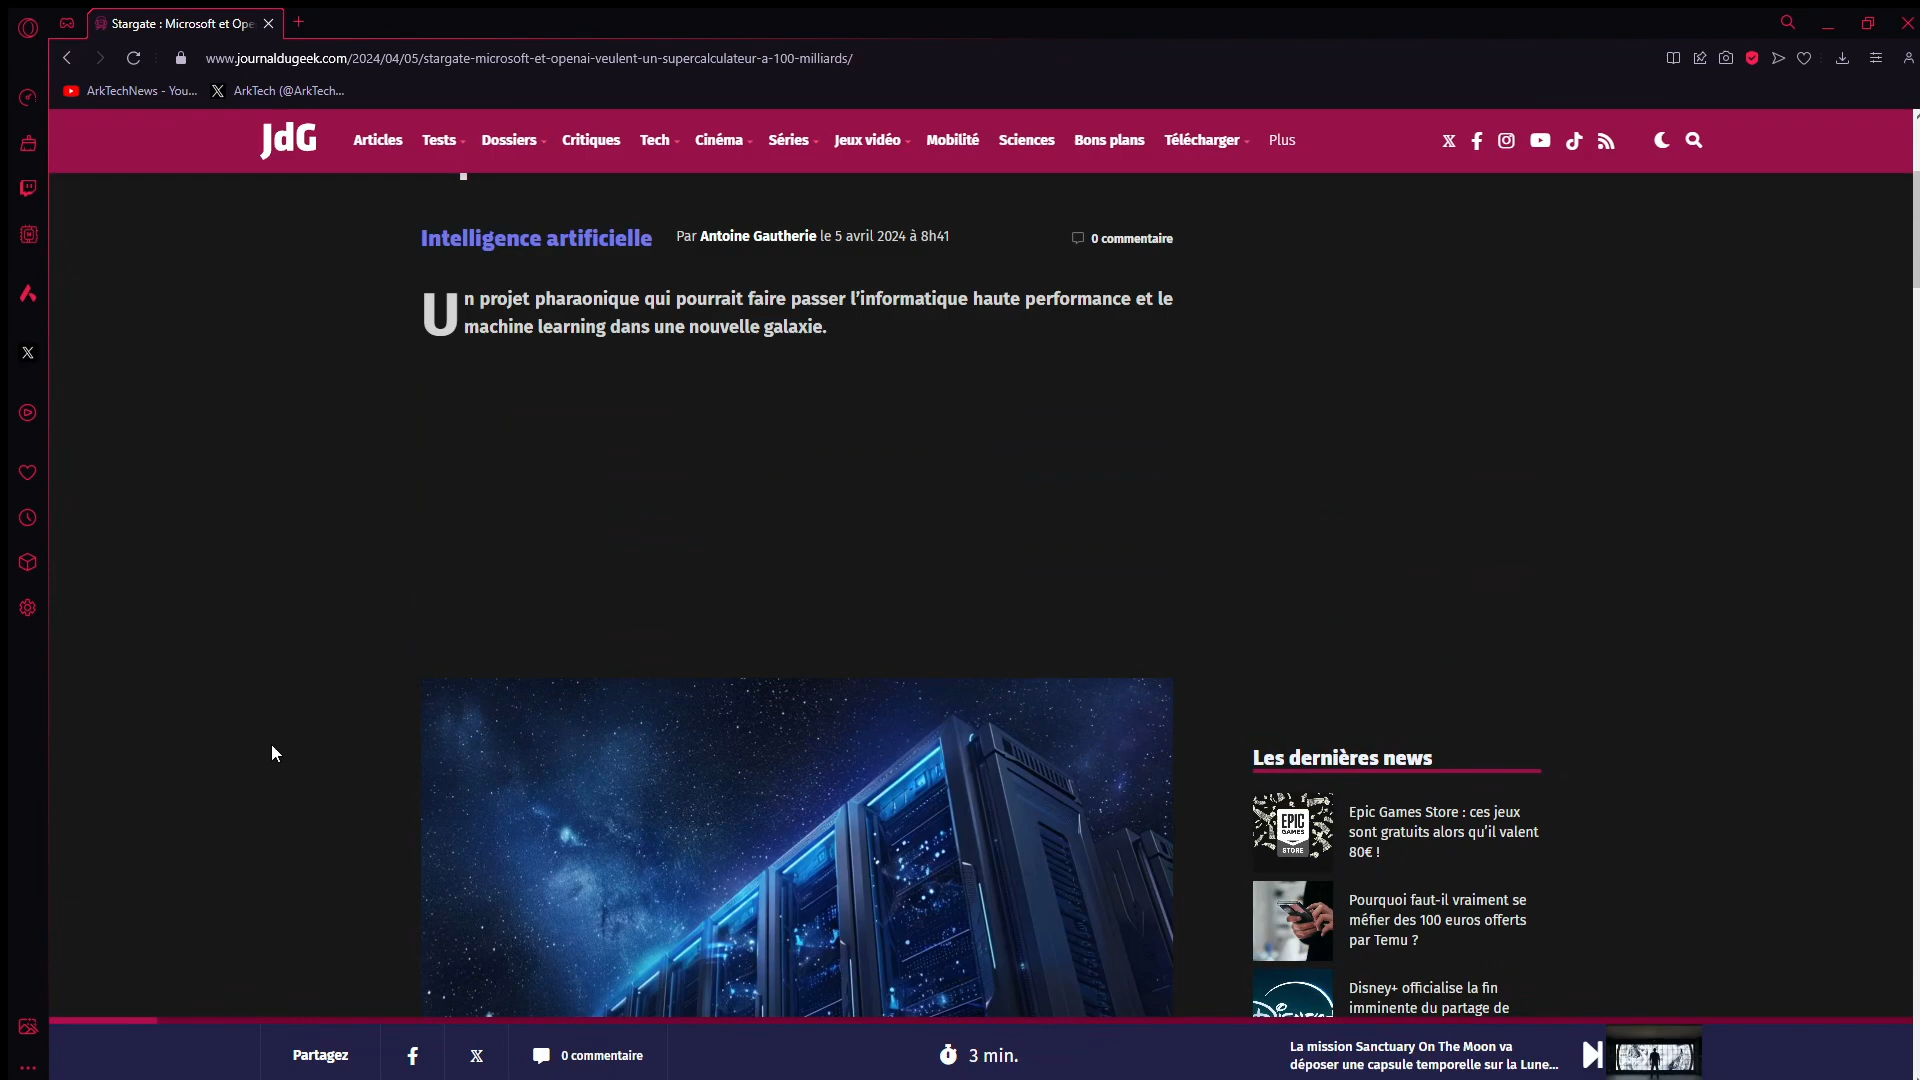 Stargate : Microsoft et Ope
www.journaldugeek.com/2024/04/05/stargate-microsoft-et-openai-veulent-un-supercalculateur-a-100-milliards/
ArkTechNews - You...
ArkTech (@ArkTech...
JdG
Articles
Tests
Dossiers
Critiques
Tech
Cinéma
Séries
Jeux vidéo
Mobilité
Sciences
Bons plans
Télécharger
Plus
Intelligence artificielle
Par Antoine Gautherie le 5 avril 2024 à 8h41
0 commentaire
Un projet pharaonique qui pourrait faire passer l’informatique haute performance et le
machine learning dans une nouvelle galaxie.
Les dernières news
EPIC
GAMES
STORE
Epic Games Store : ces jeux
sont gratuits alors qu’il valent
80€ !
Pourquoi faut-il vraiment se
méfier des 100 euros offerts
par Temu ?
Disney+ officialise la fin
imminente du partage de
Partagez
0 commentaire
3 min.
La mission Sanctuary On The Moon va
déposer une capsule temporelle sur la Lune...